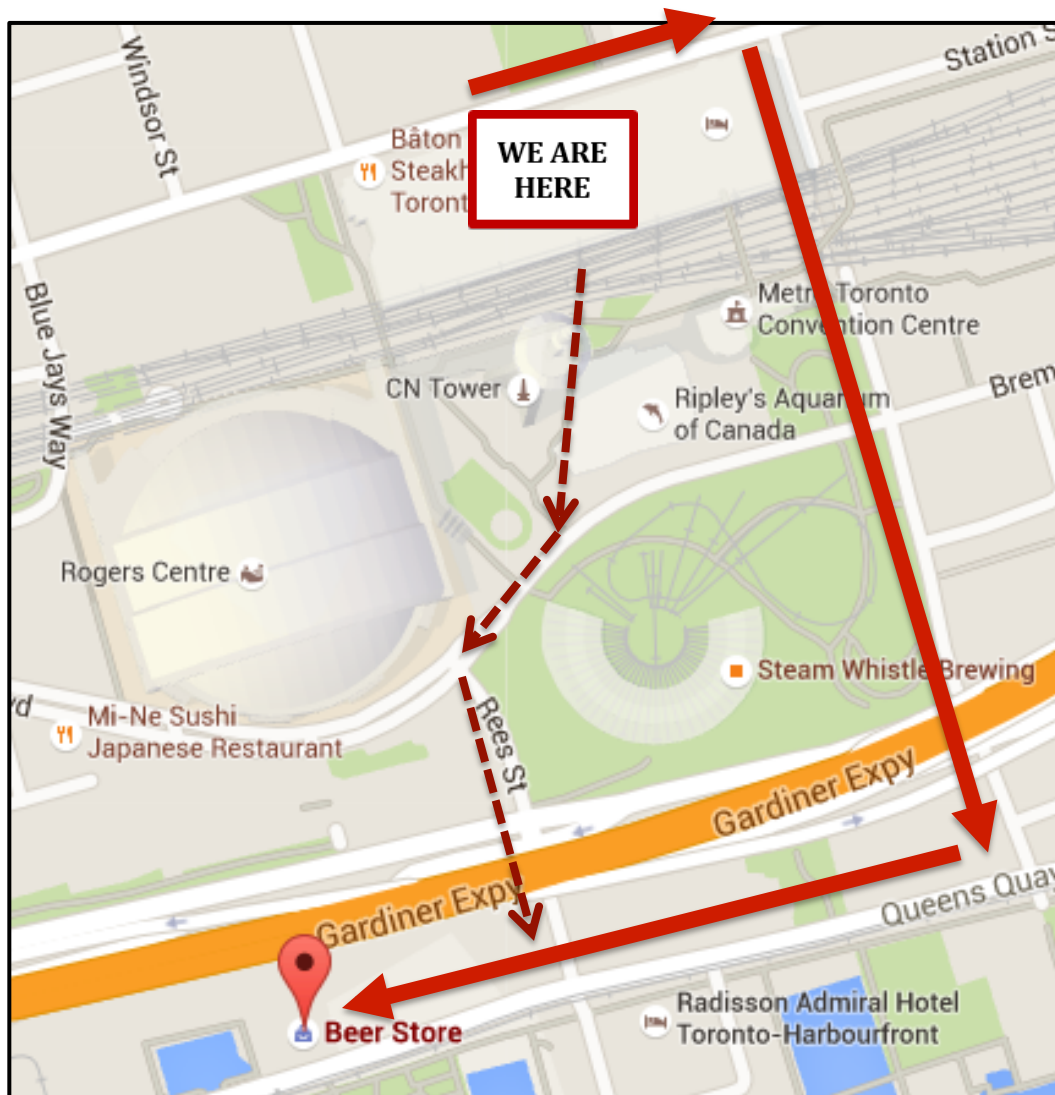 Station S
Windsor St
Bâton
Steakh
Toront
WE ARE
HERE
Blue Jays Way
Metr Toronto
Convention Centre
CN Tower
Brem
Ripley's Aquarium
of Canada
Rogers Centre
Steam Whistle Brewing
rd
Mi-Ne Sushi
Japanese Restaurant
Rees St
Gardiner Expy
Gardiner Expy
Queens Quay
Radisson Admiral Hotel
Toronto-Harbourfront
Beer Store